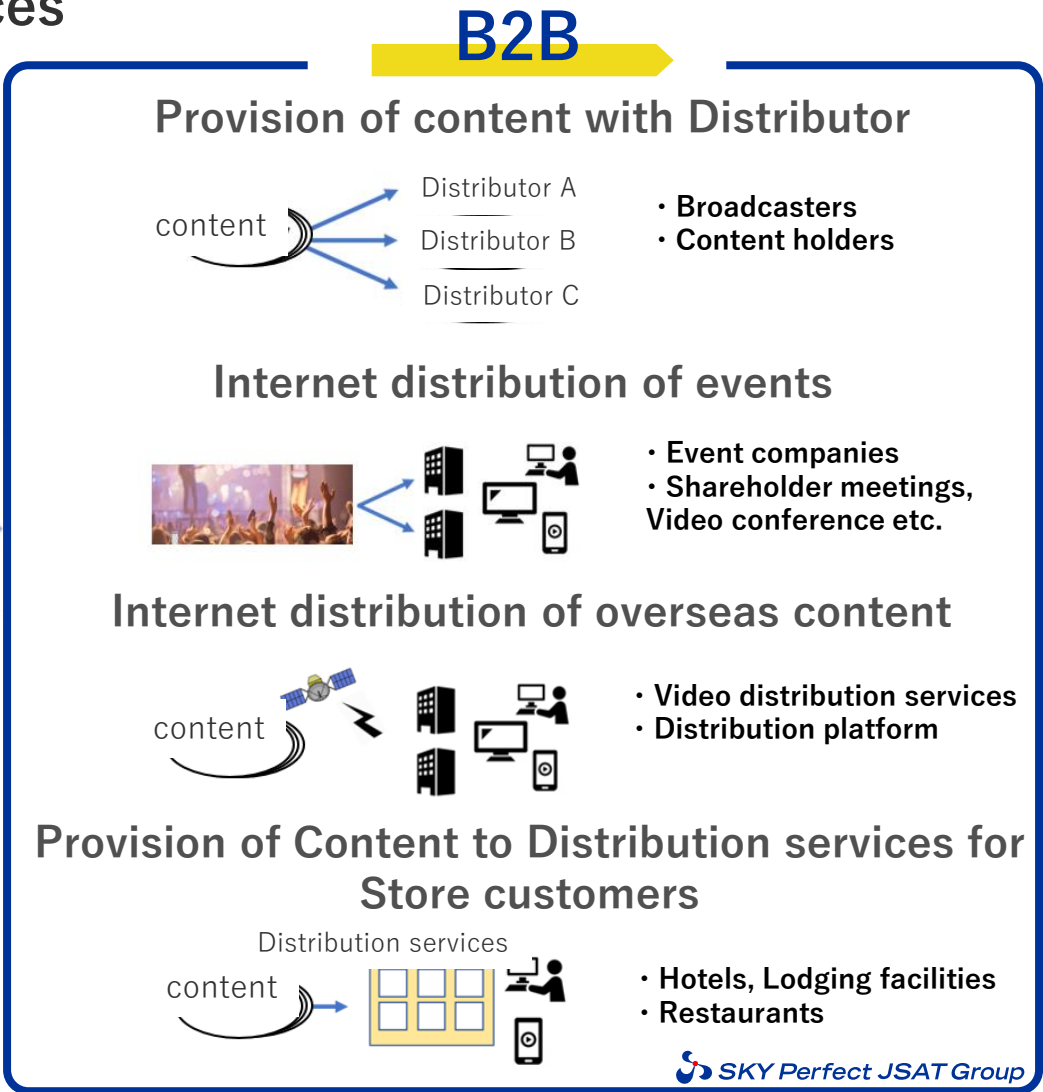 ces
B2B
Provision of content with Distributor
content
Distributor A
Distributor B
Distributor C
・Broadcasters
・Content holders
Internet distribution of events
・Event companies
・Shareholder meetings,
Video conference etc.
Internet distribution of overseas content
content
・Video distribution services
・Distribution platform
Provision of Content to Distribution services for
Store customers
Distribution services
content
・Hotels, Lodging facilities
・Restaurants
SKY Perfect JSAT Group